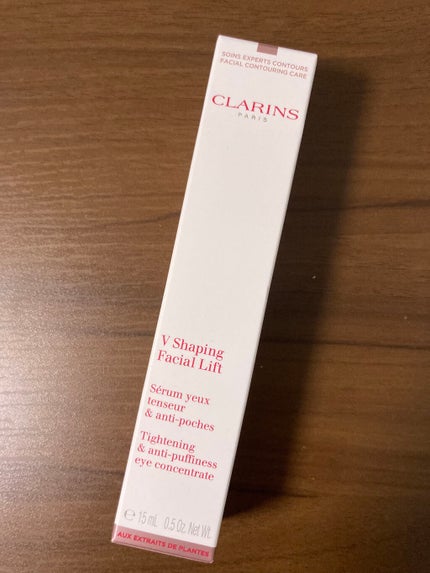 SOINS EXPERTS CONTOURS
FACIAL CONTOURING CARE
CLARINS
PARIS
V Shaping
Facial Lift
Sérum yeux
tenseur
& anti-poches
Tightening
& anti-puffiness
eye concentrate
℮ 15 mL 0.5 Oz. Net Wt.
AUX EXTRAITS DE PLANTES